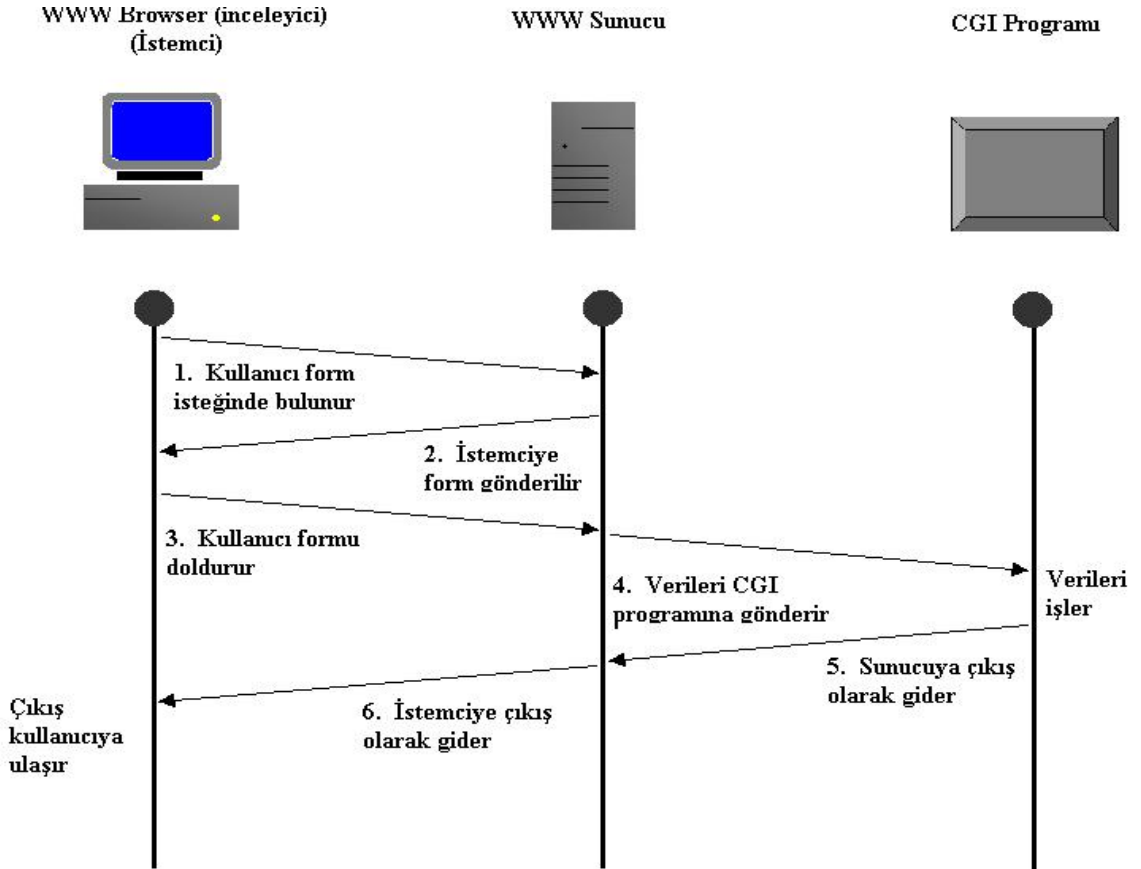 WWW Browser (inceleyici)
(İstemci)
WWW Sunucu
CGI Programı
1. Kullanıcı form
isteğinde bulunur
2. İstemciye
form gönderilir
3. Kullanıcı formu
doldurur
4. Verileri CGI
programına gönderir
Verileri
işler
5. Sunucuya çıkış
olarak gider
6. İstemciye çıkış
olarak gider
Çıkış
kullanıcıya
ulaşır